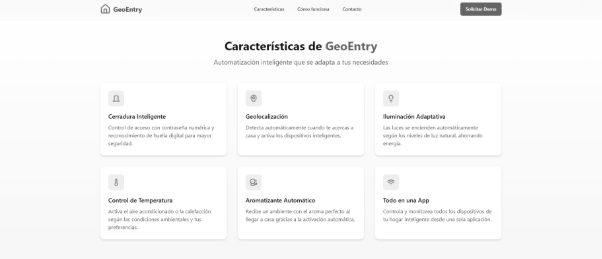 GeoEntry
Características
Cómo funciona
Contacto
Solicitar Demo
Características de GeoEntry
Automatización inteligente que se adapta a tus necesidades
Cerradura Inteligente
Control de acceso con contraseña numérica y
reconocimiento de huella digital para mayor
seguridad.
Geolocalización
Detecta automáticamente cuando te acercas a
casa y activa los dispositivos inteligentes.
Iluminación Adaptativa
Las luces se encienden automáticamente
según los niveles de luz natural, ahorrando
energía.
Control de Temperatura
Activa el aire acondicionado o la calefacción
según las condiciones ambientales y tus
preferencias.
Aromatizante Automático
Recibe un ambiente con el aroma perfecto al
llegar a casa gracias a la activación automática.
Todo en una App
Controla y monitorea todos los dispositivos de
tu hogar inteligente desde una sola aplicación.